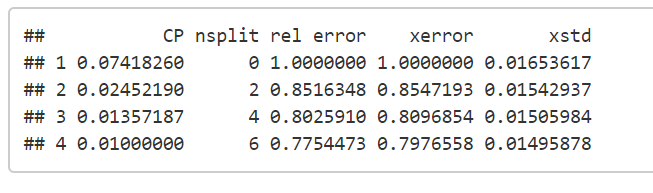 ##           CP nsplit rel error    xerror       xstd
## 1 0.07418260      0 1.0000000 1.0000000 0.01653617
## 2 0.02452190      2 0.8516348 0.8547193 0.01542937
## 3 0.01357187      4 0.8025910 0.8096854 0.01505984
## 4 0.01000000      6 0.7754473 0.7976558 0.01495878